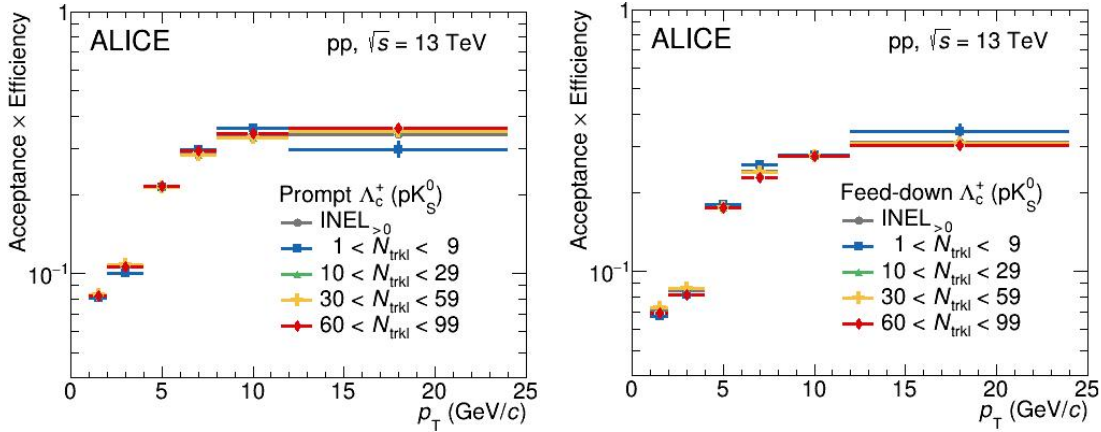 ALICE
pp, √s = 13 TeV
Acceptance × Efficiency
1
10⁻¹
Prompt Λc⁺ (pK⁰S)
INEL>0
1 < Ntrkl < 9
10 < Ntrkl < 29
30 < Ntrkl < 59
60 < Ntrkl < 99
0 5 10 15 20 25
pT (GeV/c)
ALICE
pp, √s = 13 TeV
Acceptance × Efficiency
1
10⁻¹
Feed-down Λc⁺ (pK⁰S)
INEL>0
1 < Ntrkl < 9
10 < Ntrkl < 29
30 < Ntrkl < 59
60 < Ntrkl < 99
0 5 10 15 20 25
pT (GeV/c)